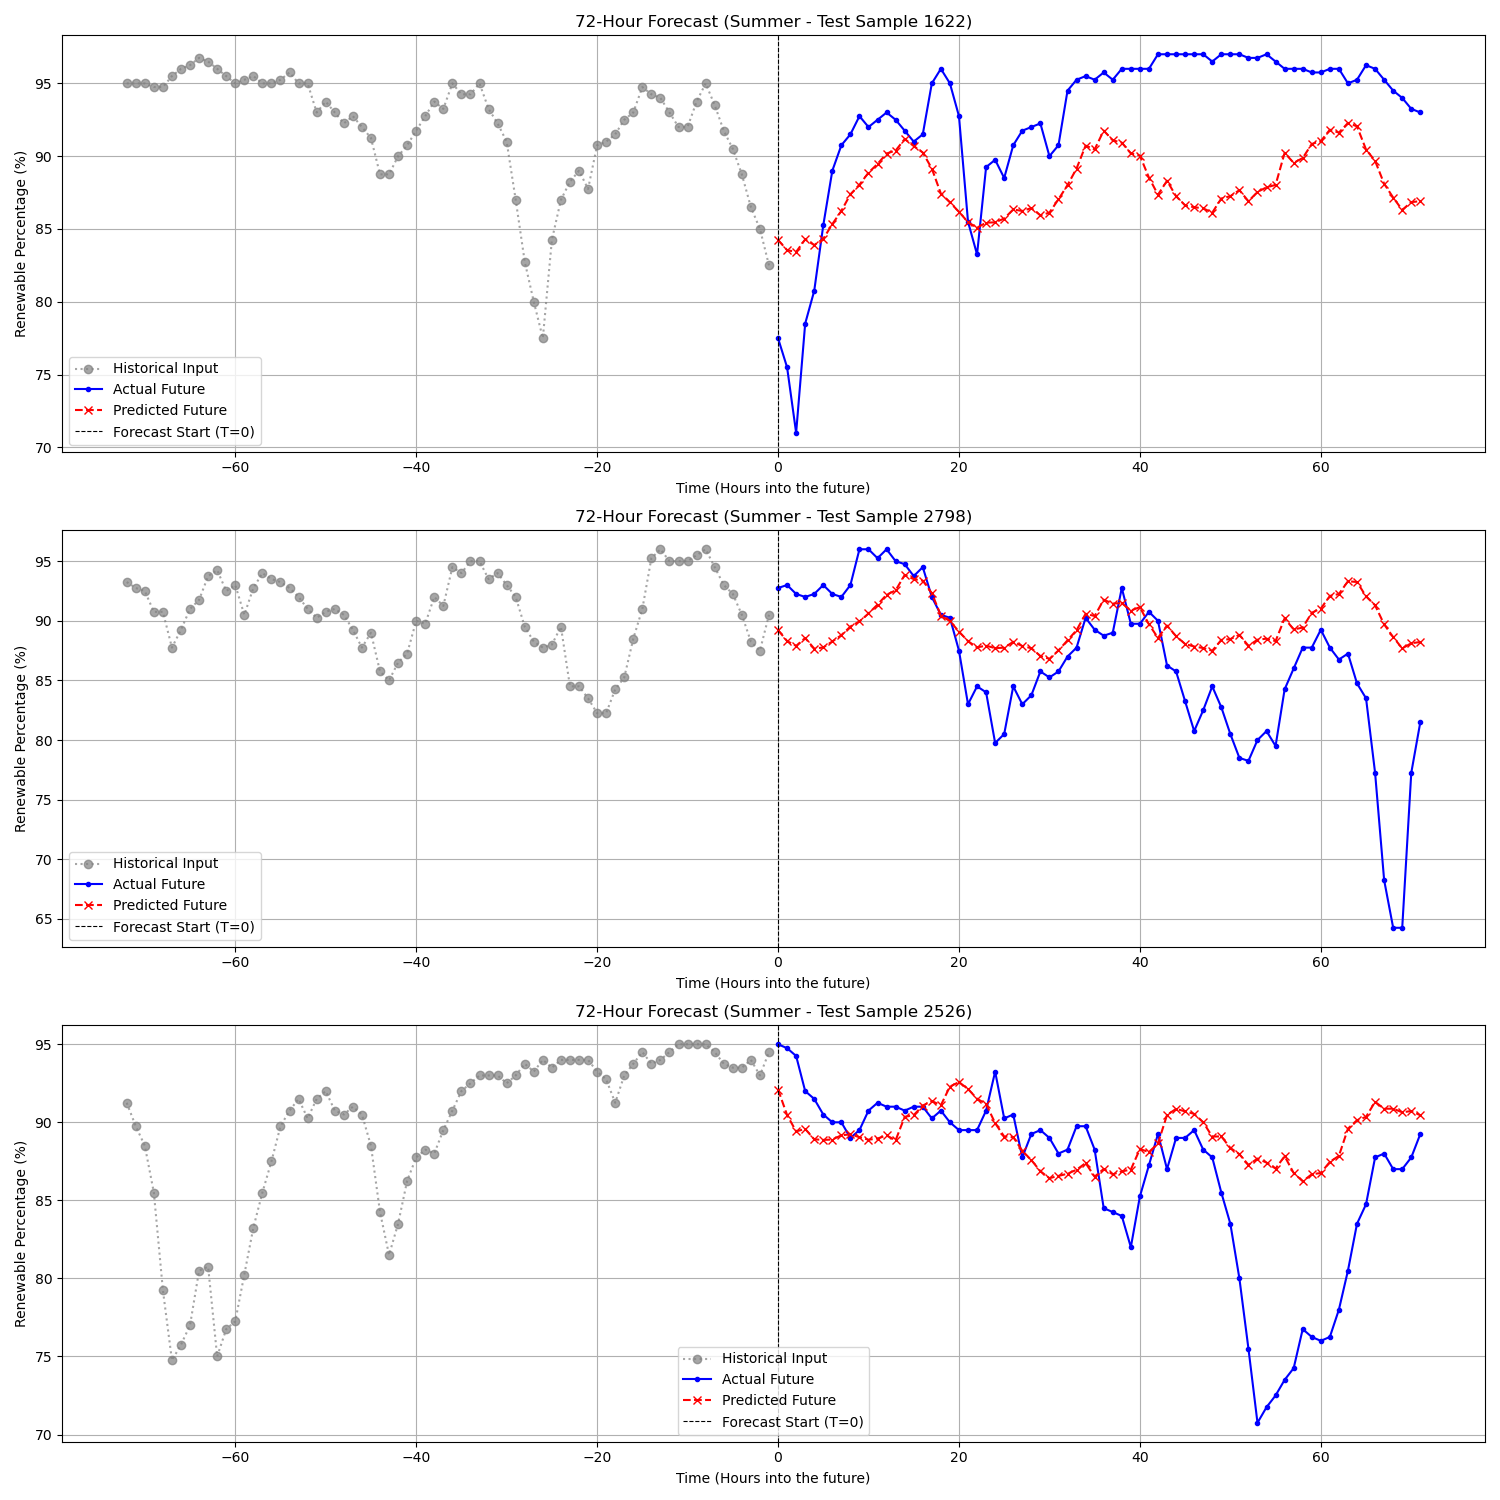 72-Hour Forecast (Summer - Test Sample 1622)
Renewable Percentage (%)
95
90
85
80
75
70
Historical Input
Actual Future
Predicted Future
Forecast Start (T=0)
−60 −40 −20 0 20 40 60
Time (Hours into the future)
72-Hour Forecast (Summer - Test Sample 2798)
Renewable Percentage (%)
95
90
85
80
75
70
65
Historical Input
Actual Future
Predicted Future
Forecast Start (T=0)
−60 −40 −20 0 20 40 60
Time (Hours into the future)
72-Hour Forecast (Summer - Test Sample 2526)
Renewable Percentage (%)
95
90
85
80
75
70
Historical Input
Actual Future
Predicted Future
Forecast Start (T=0)
−60 −40 −20 0 20 40 60
Time (Hours into the future)